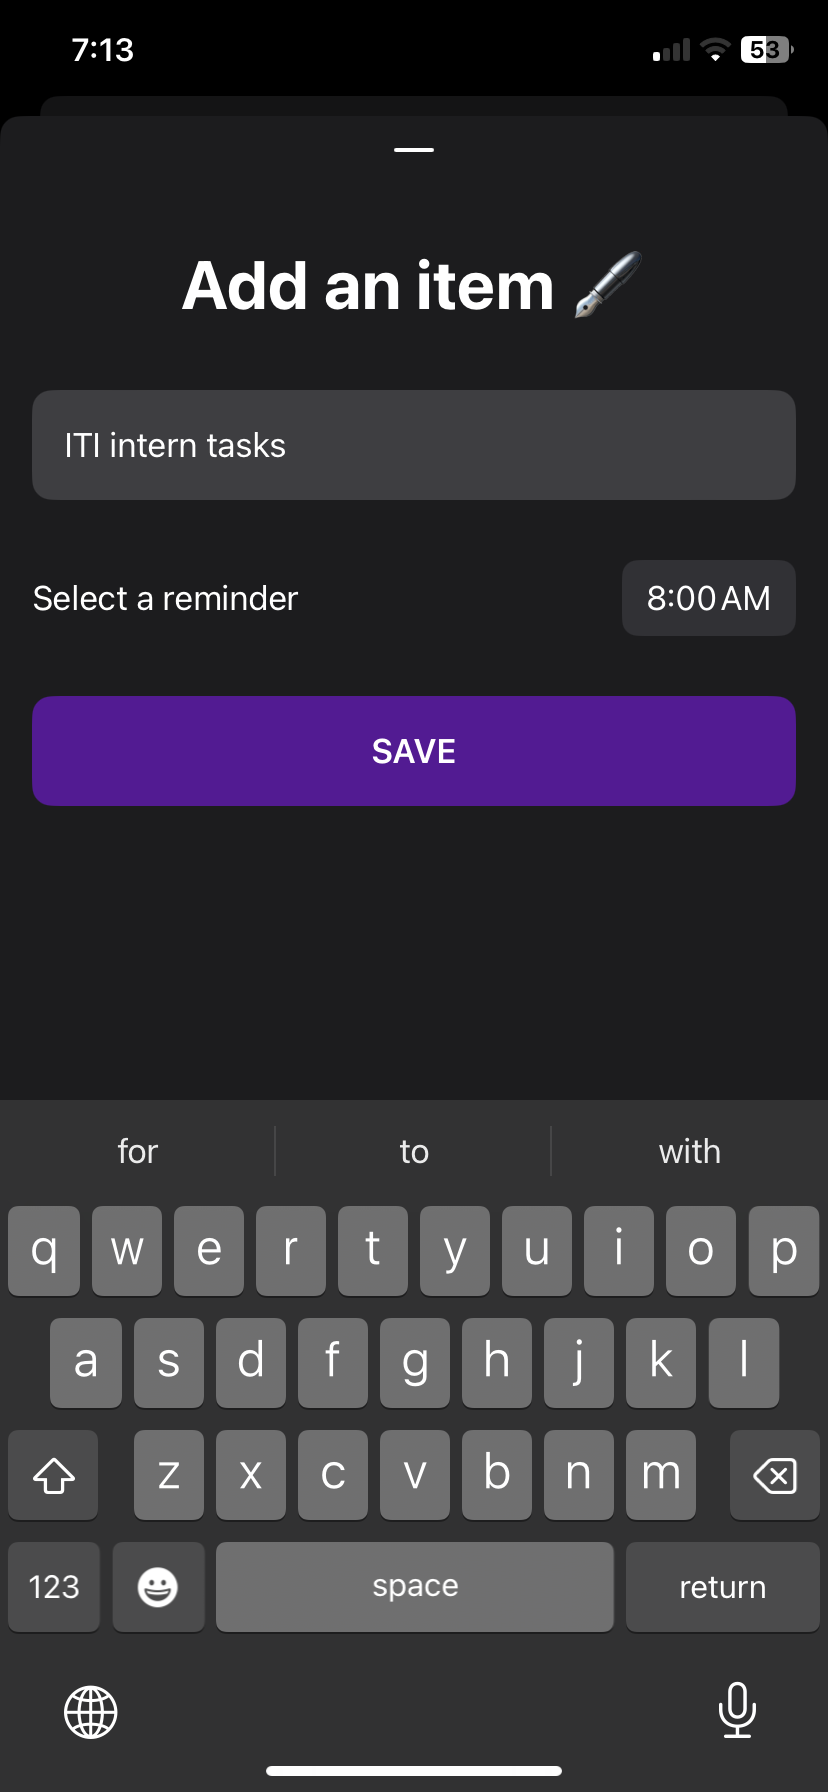 7:13
53
Add an item 🖋️
ITI intern tasks
Select a reminder 8:00 AM
SAVE
for to with
q w e r t y u i o p
a s d f g h j k l
z x c v b n m
123 space return